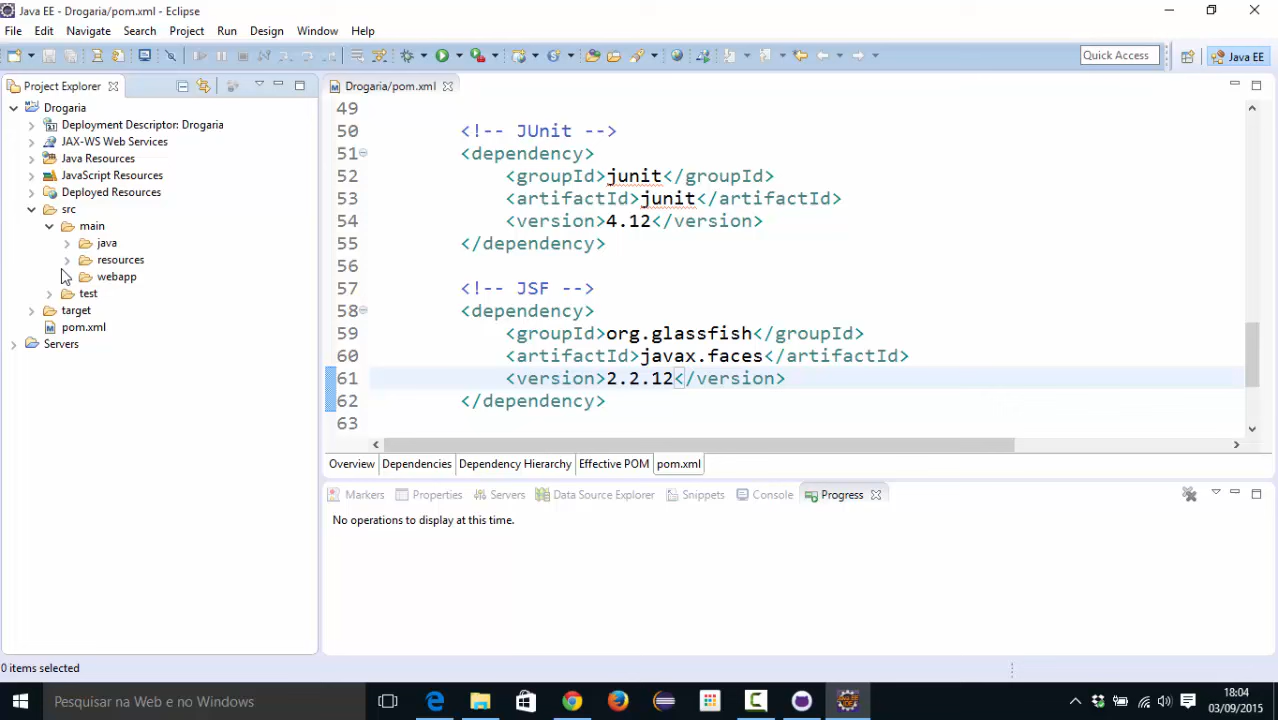 Java EE - Drogaria/pom.xml - Eclipse
File Edit Navigate Search Project Run Design Window Help
Quick Access
Java EE
Project Explorer
Drogaria/pom.xml
Drogaria
Deployment Descriptor: Drogaria
JAX-WS Web Services
Java Resources
JavaScript Resources
Deployed Resources
src
main
java
resources
webapp
test
target
pom.xml
Servers
49
50 <!-- JUnit -->
51 <dependency>
52 <groupId>junit</groupId>
53 <artifactId>junit</artifactId>
54 <version>4.12</version>
55 </dependency>
56
57 <!-- JSF -->
58 <dependency>
59 <groupId>org.glassfish</groupId>
60 <artifactId>javax.faces</artifactId>
61 <version>2.2.12</version>
62 </dependency>
63
Overview Dependencies Dependency Hierarchy Effective POM pom.xml
Markers Properties Servers Data Source Explorer Snippets Console Progress
No operations to display at this time.
0 items selected
Pesquisar na Web e no Windows
18:04
03/09/2015